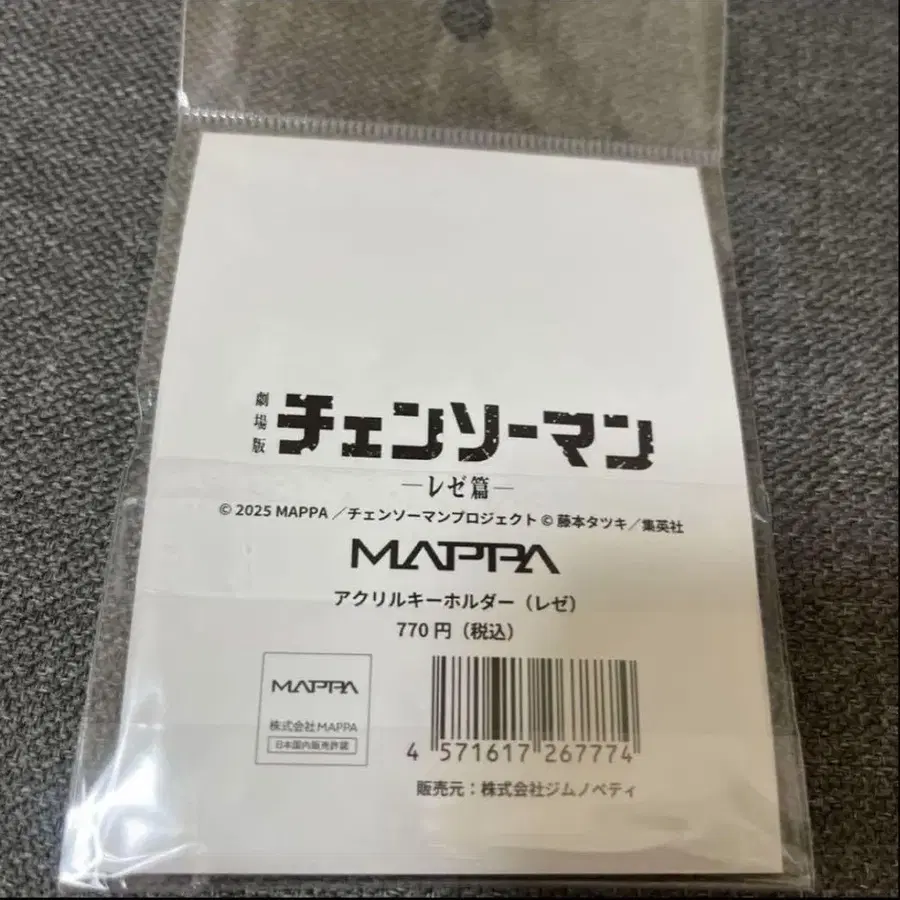 劇場版
チェンソーマン
―レゼ篇―
© 2025 MAPPA ／チェンソーマンプロジェクト © 藤本タツキ／集英社
MAPPA
アクリルキーホルダー（レゼ）
770 円（税込）
MAPPA
株式会社MAPPA
日本国内販売許諾
4 571617 267774
販売元：株式会社ジムノペティ